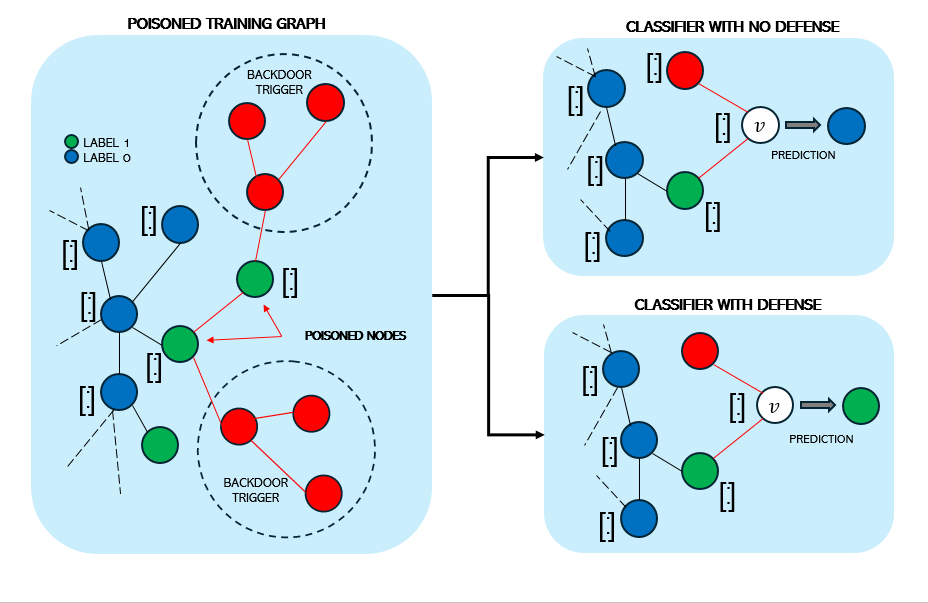 POISONED TRAINING GRAPH
BACKDOOR
TRIGGER
LABEL 1
LABEL 0
[:]
[:]
[:]
[:]
POISONED NODES
[:]
[:]
BACKDOOR
TRIGGER
CLASSIFIER WITH NO DEFENSE
[:]
[:]
[:]
v
PREDICTION
[:]
[:]
[:]
CLASSIFIER WITH DEFENSE
[:]
[:]
v
PREDICTION
[:]
[:]
[:]